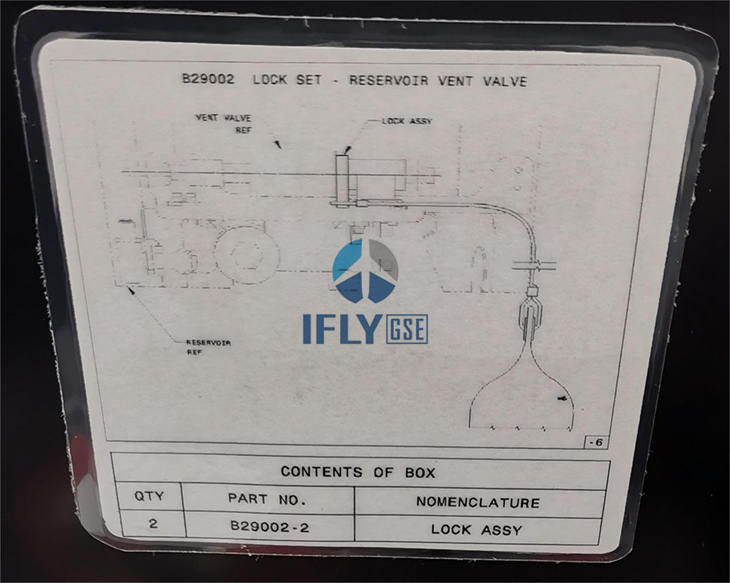 B29002 LOCK SET - RESERVOIR VENT VALVE
VENT VALVE
REF
LOCK ASSY
IFLY GSE
RESERVOIR
REF
-6
CONTENTS OF BOX
QTY PART NO. NOMENCLATURE
2 B29002-2 LOCK ASSY